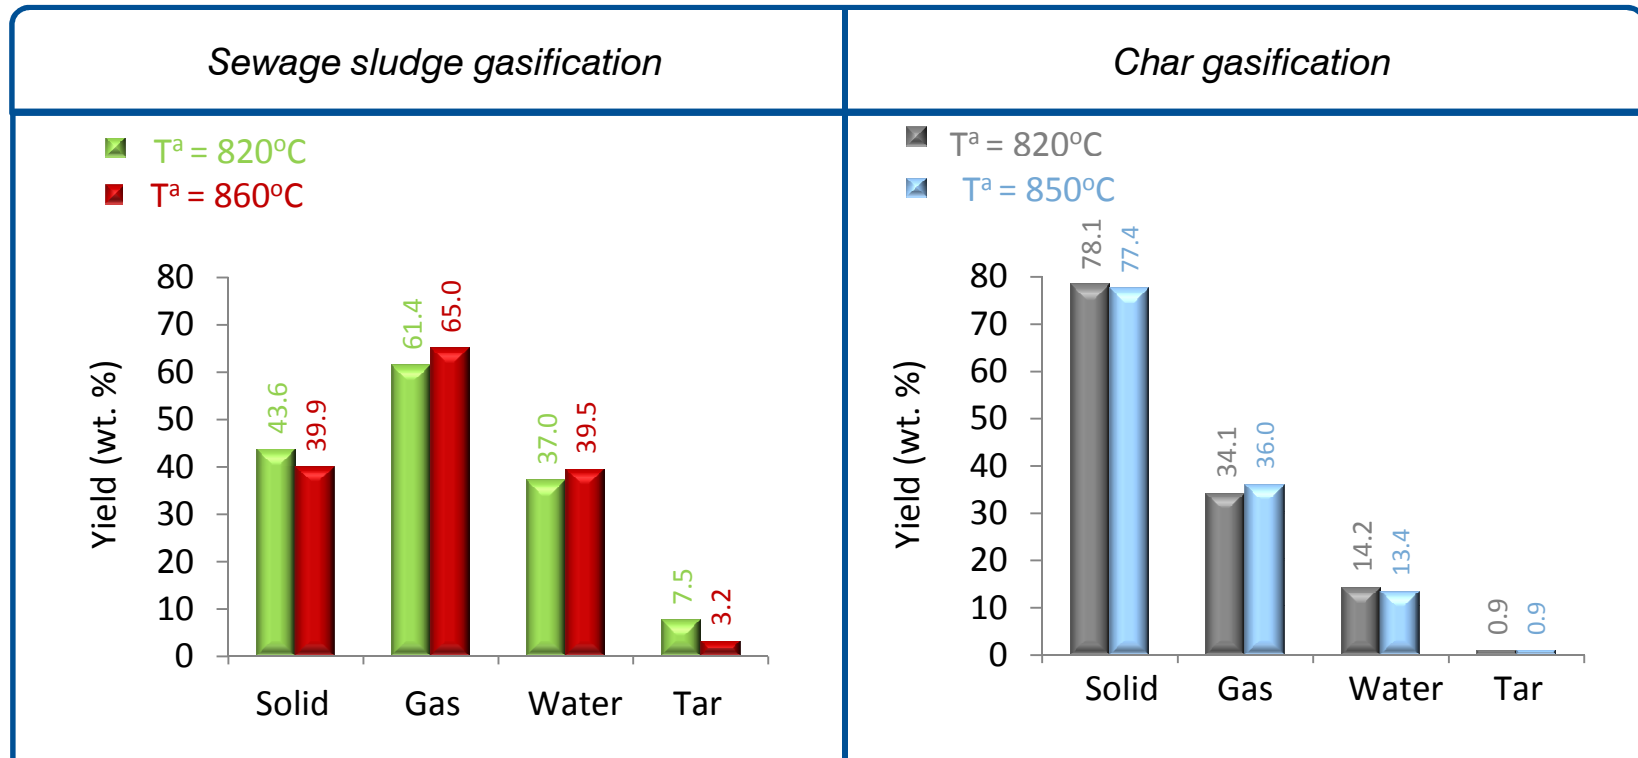 Sewage sludge gasification
Char gasification
Tª = 820ºC
Tª = 860ºC
Yield (wt. %)
80
70
60
50
40
30
20
10
0
43.6
39.9
61.4
65.0
37.0
39.5
7.5
3.2
Solid
Gas
Water
Tar
Tª = 820ºC
Tª = 850ºC
Yield (wt. %)
80
70
60
50
40
30
20
10
0
78.1
77.4
34.1
36.0
14.2
13.4
0.9
0.9
Solid
Gas
Water
Tar